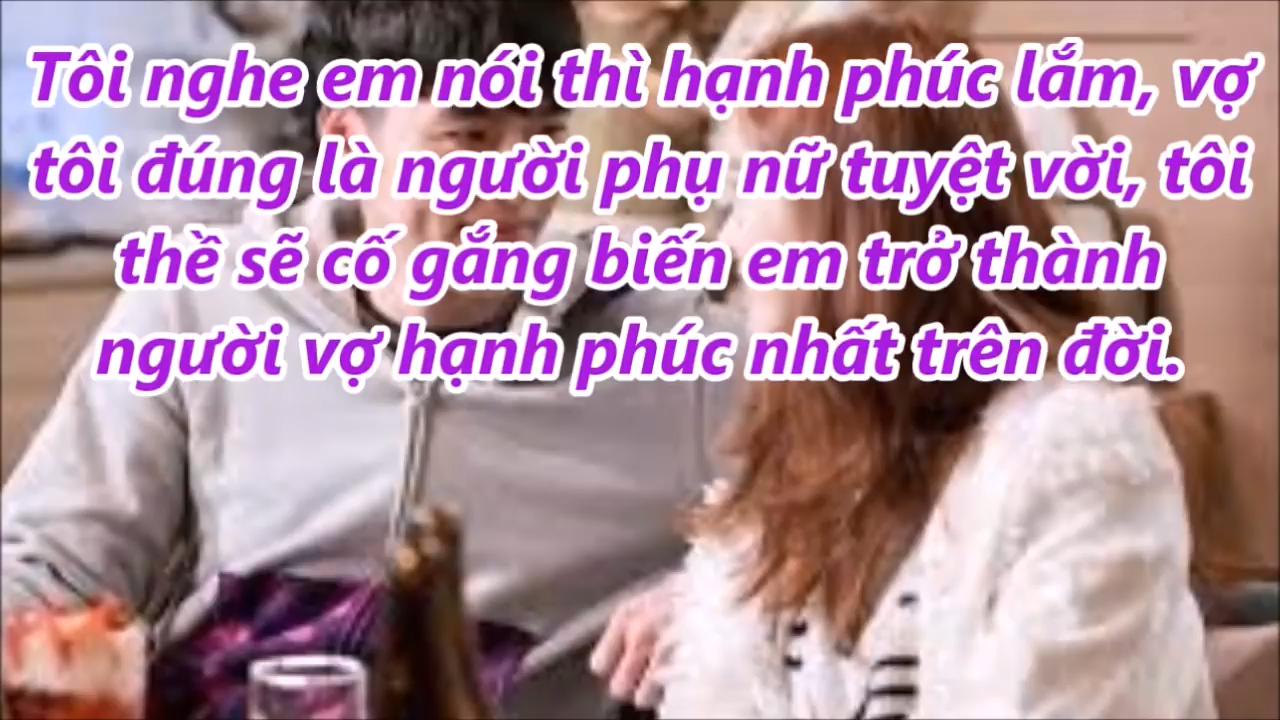 Tôi nghe em nói thì hạnh phúc lắm, vợ
tôi đúng là người phụ nữ tuyệt vời, tôi
thề sẽ cố gắng biến em trở thành
người vợ hạnh phúc nhất trên đời.